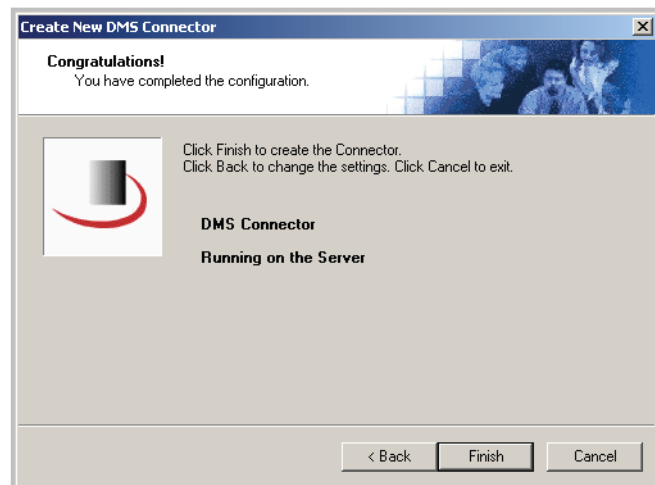 Create New DMS Connector
Congratulations!
You have completed the configuration.
Click Finish to create the Connector.
Click Back to change the settings. Click Cancel to exit.
DMS Connector
Running on the Server
< Back
Finish
Cancel